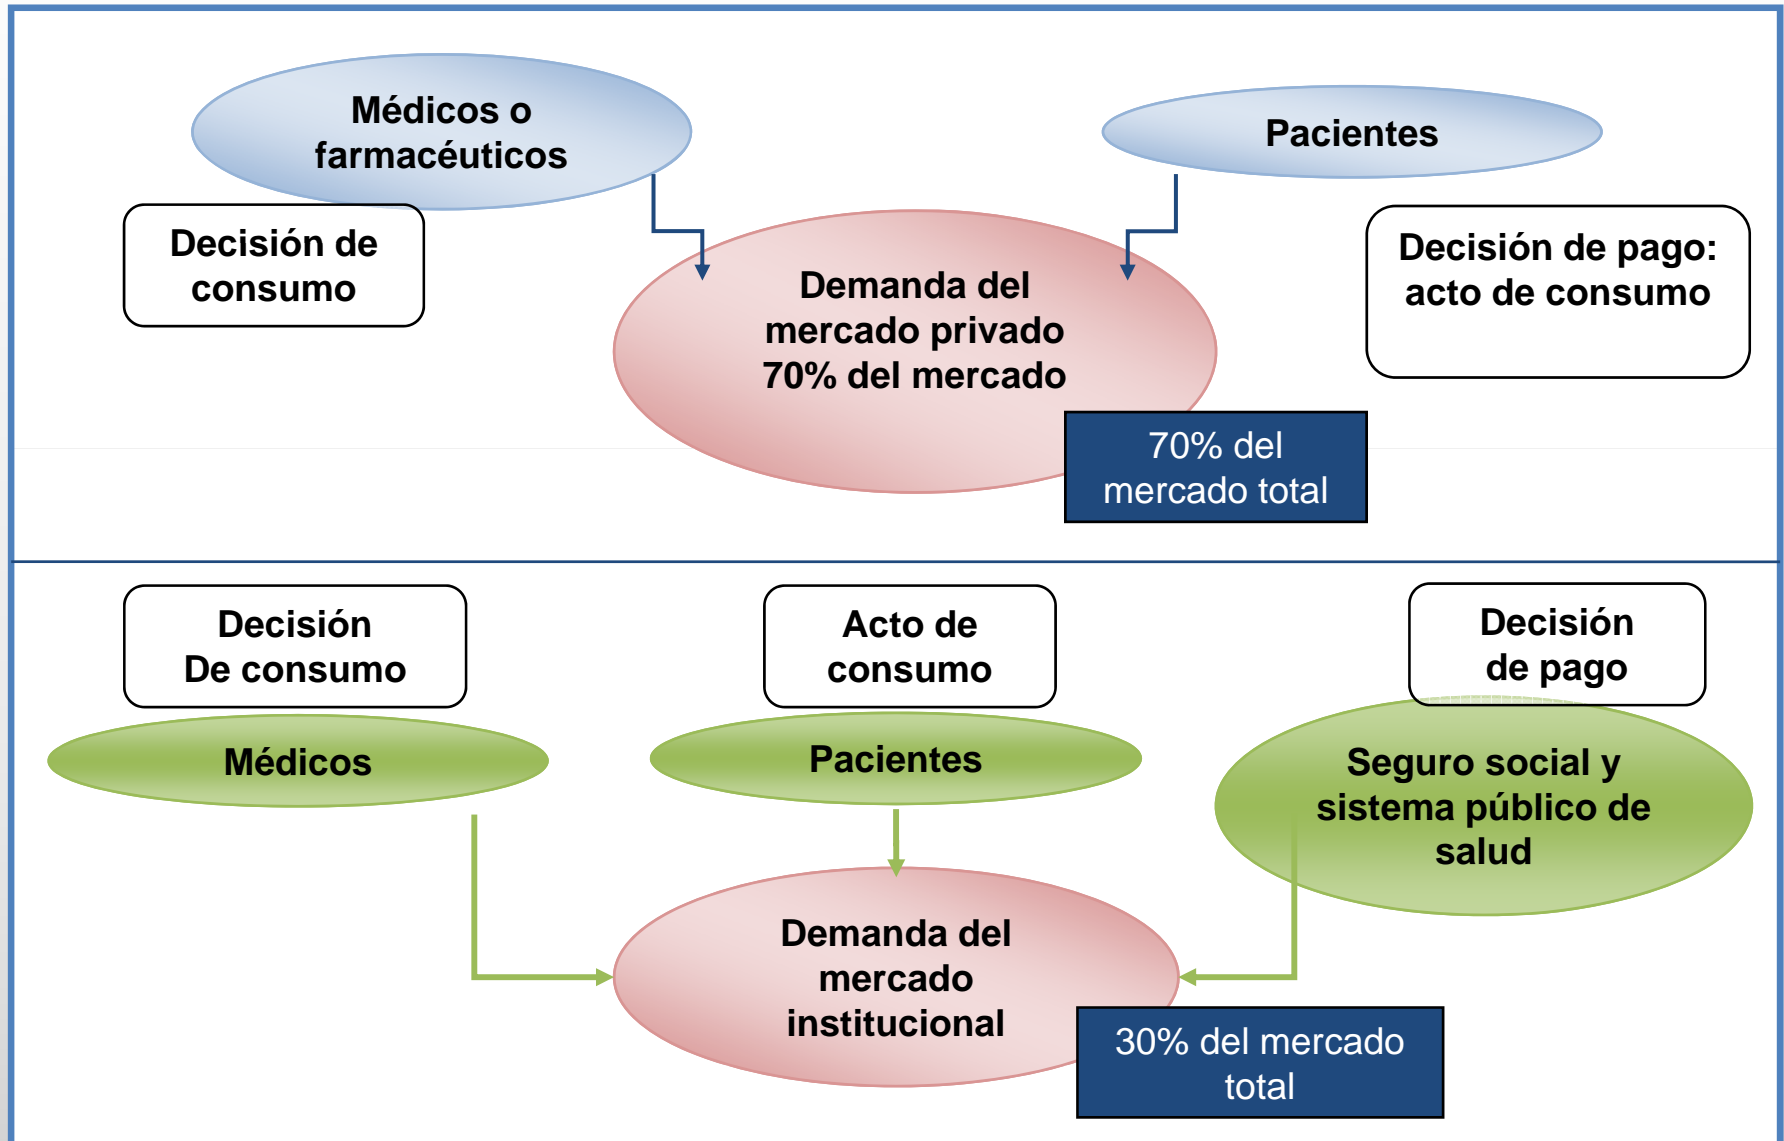 Médicos o
farmacéuticos
Pacientes
Decisión de
consumo
Decisión de pago:
acto de consumo
Demanda del
mercado privado
70% del mercado
70% del
mercado total
Decisión
De consumo
Acto de
consumo
Decisión
de pago
Médicos
Pacientes
Seguro social y
sistema público de
salud
Demanda del
mercado
institucional
30% del mercado
total